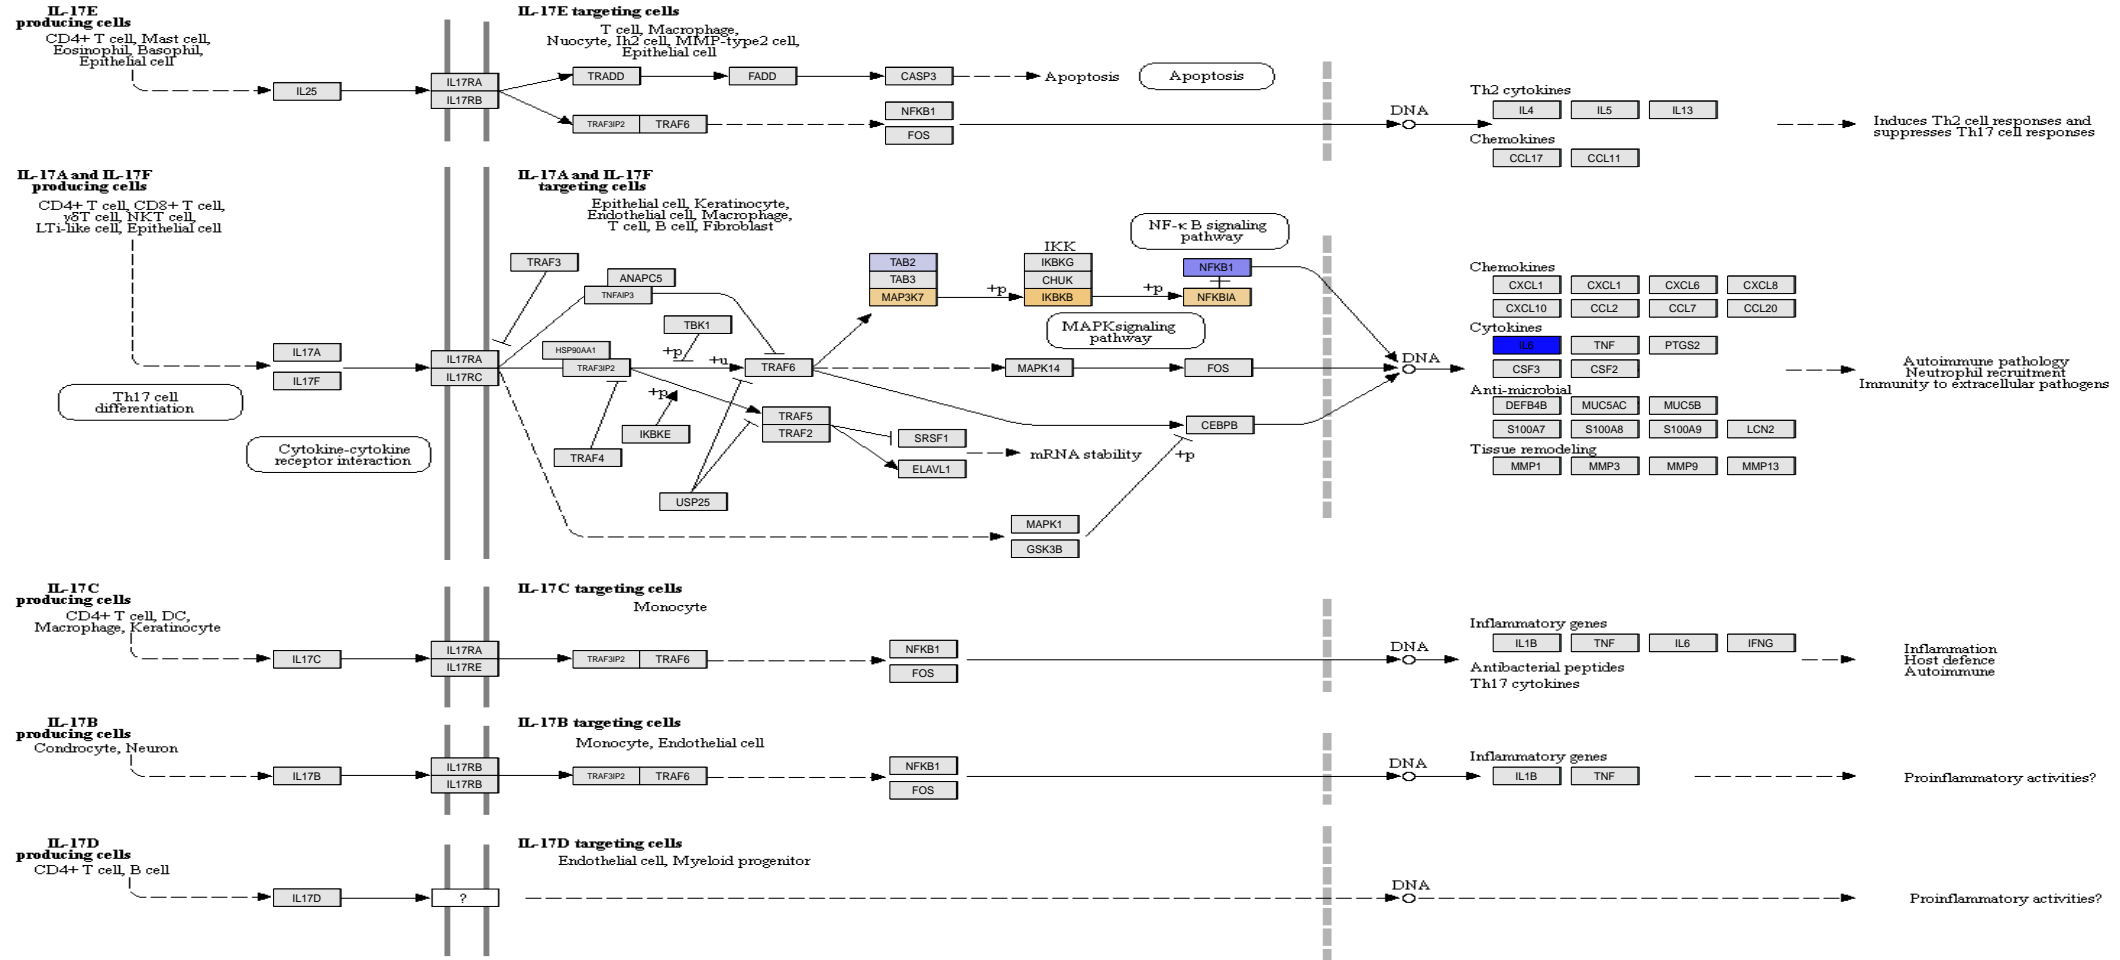 IL-17E
producing cells
CD4+ T cell, Mast cell,
Eosinophil, Basophil,
Epithelial cell
IL-17E targeting cells
T cell, Macrophage,
Nuocyte, Ih2 cell, MMP-type2 cell,
Epithelial cell
IL25
IL17RA
IL17RB
TRADD
FADD
CASP3
Apoptosis
Apoptosis
TRAF3IP2
TRAF6
NFKB1
FOS
DNA
Th2 cytokines
IL4
IL5
IL13
Chemokines
CCL17
CCL11
Induces Th2 cell responses and
suppresses Th17 cell responses
IL-17A and IL-17F
producing cells
CD4+ T cell, CD8+ T cell,
γδT cell, NKT cell,
LTi-like cell, Epithelial cell
IL-17A and IL-17F
targeting cells
Epithelial cell, Keratinocyte,
Endothelial cell, Macrophage,
T cell, B cell, Fibroblast
IL17A
IL17F
Th17 cell
differentiation
Cytokine-cytokine
receptor interaction
IL17RA
IL17RC
TRAF3
ANAPC5
TNFAIP3
TBK1
+p
+u
HSP90AA1
TRAF3IP2
TRAF6
+p
IKBKE
TRAF4
TRAF5
TRAF2
USP25
SRSF1
ELAVL1
mRNA stability
TAB2
TAB3
MAP3K7
+p
IKK
IKBKG
CHUK
IKBKB
+p
NF-κB signaling
pathway
NFKB1
NFKBIA
MAPKsignaling
pathway
MAPK14
FOS
CEBPB
+p
MAPK1
GSK3B
DNA
Chemokines
CXCL1
CXCL1
CXCL6
CXCL8
CXCL10
CCL2
CCL7
CCL20
Cytokines
IL6
TNF
PTGS2
CSF3
CSF2
Anti-microbial
DEFB4B
MUC5AC
MUC5B
S100A7
S100A8
S100A9
LCN2
Tissue remodeling
MMP1
MMP3
MMP9
MMP13
Autoimmune pathology
Neutrophil recruitment
Immunity to extracellular pathogens
IL-17C
producing cells
CD4+ T cell, DC,
Macrophage, Keratinocyte
IL-17C targeting cells
Monocyte
IL17C
IL17RA
IL17RE
TRAF3IP2
TRAF6
NFKB1
FOS
DNA
Inflammatory genes
IL1B
TNF
IL6
IFNG
Antibacterial peptides
Th17 cytokines
Inflammation
Host defence
Autoimmune
IL-17B
producing cells
Condrocyte, Neuron
IL-17B targeting cells
Monocyte, Endothelial cell
IL17B
IL17RB
IL17RB
TRAF3IP2
TRAF6
NFKB1
FOS
DNA
Inflammatory genes
IL1B
TNF
Proinflammatory activities?
IL-17D
producing cells
CD4+ T cell, B cell
IL-17D targeting cells
Endothelial cell, Myeloid progenitor
IL17D
?
DNA
Proinflammatory activities?